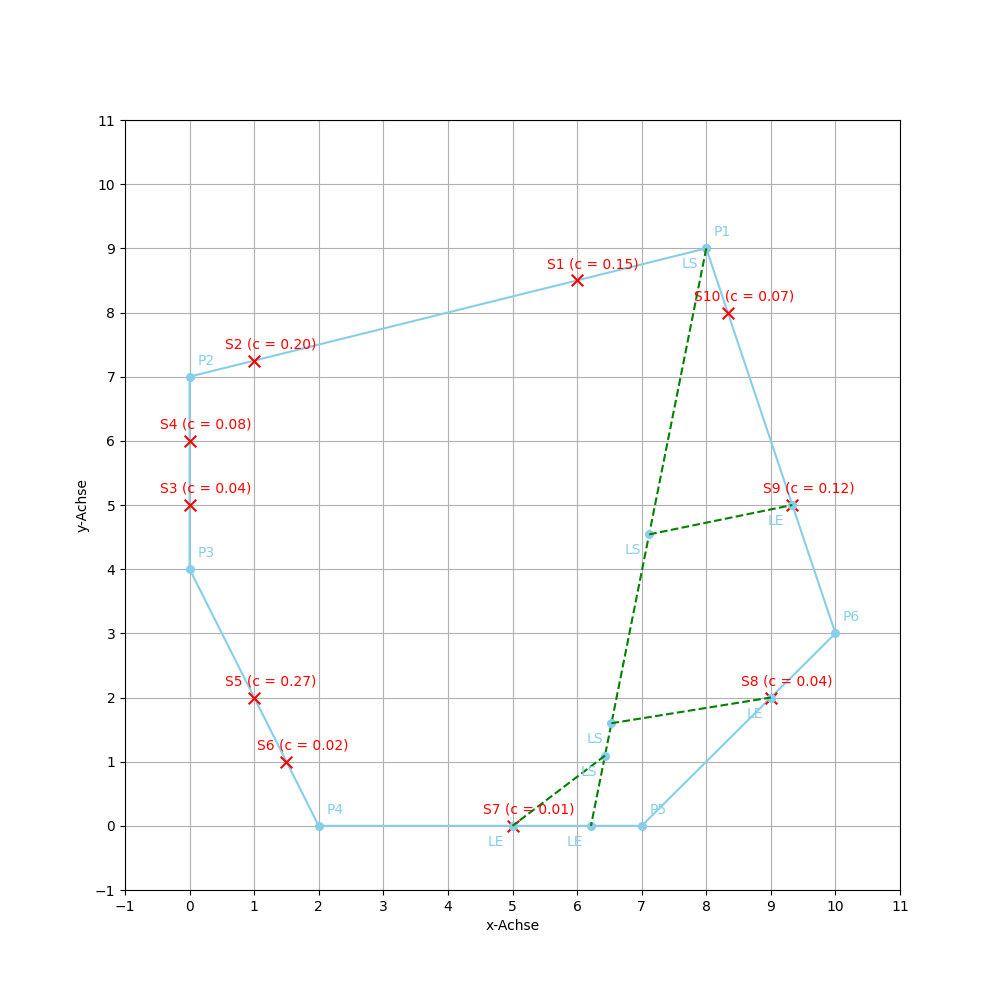 11
10
9
8
7
6
5
4
3
2
1
0
−1
y-Achse
P1
LS
S1 (c = 0.15)
S10 (c = 0.07)
S2 (c = 0.20)
P2
S4 (c = 0.08)
S3 (c = 0.04)
S9 (c = 0.12)
LE
LS
P3
P6
S5 (c = 0.27)
S8 (c = 0.04)
LE
LS
S6 (c = 0.02)
LS
S7 (c = 0.01)
P4
P5
LE
LE
−1 0 1 2 3 4 5 6 7 8 9 10 11
x-Achse